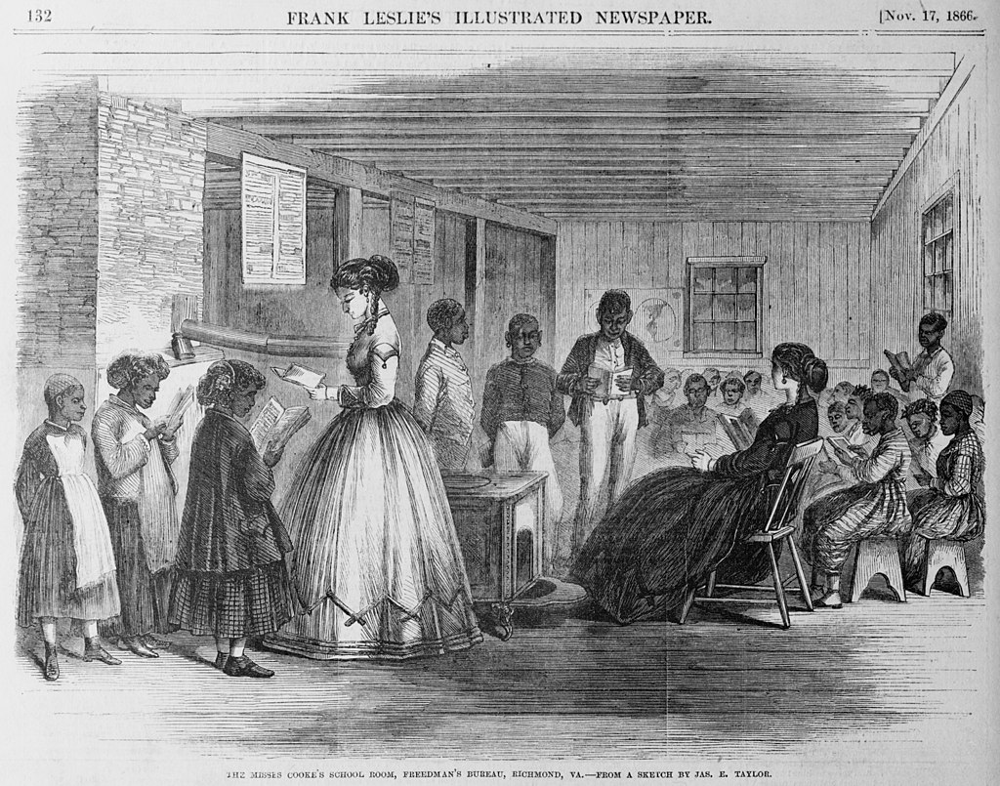 132
FRANK LESLIE'S ILLUSTRATED NEWSPAPER.
[Nov. 17, 1866.
THE MISSES COOKE'S SCHOOL ROOM, FREEDMAN'S BUREAU, RICHMOND, VA.—FROM A SKETCH BY JAS. E. TAYLOR.